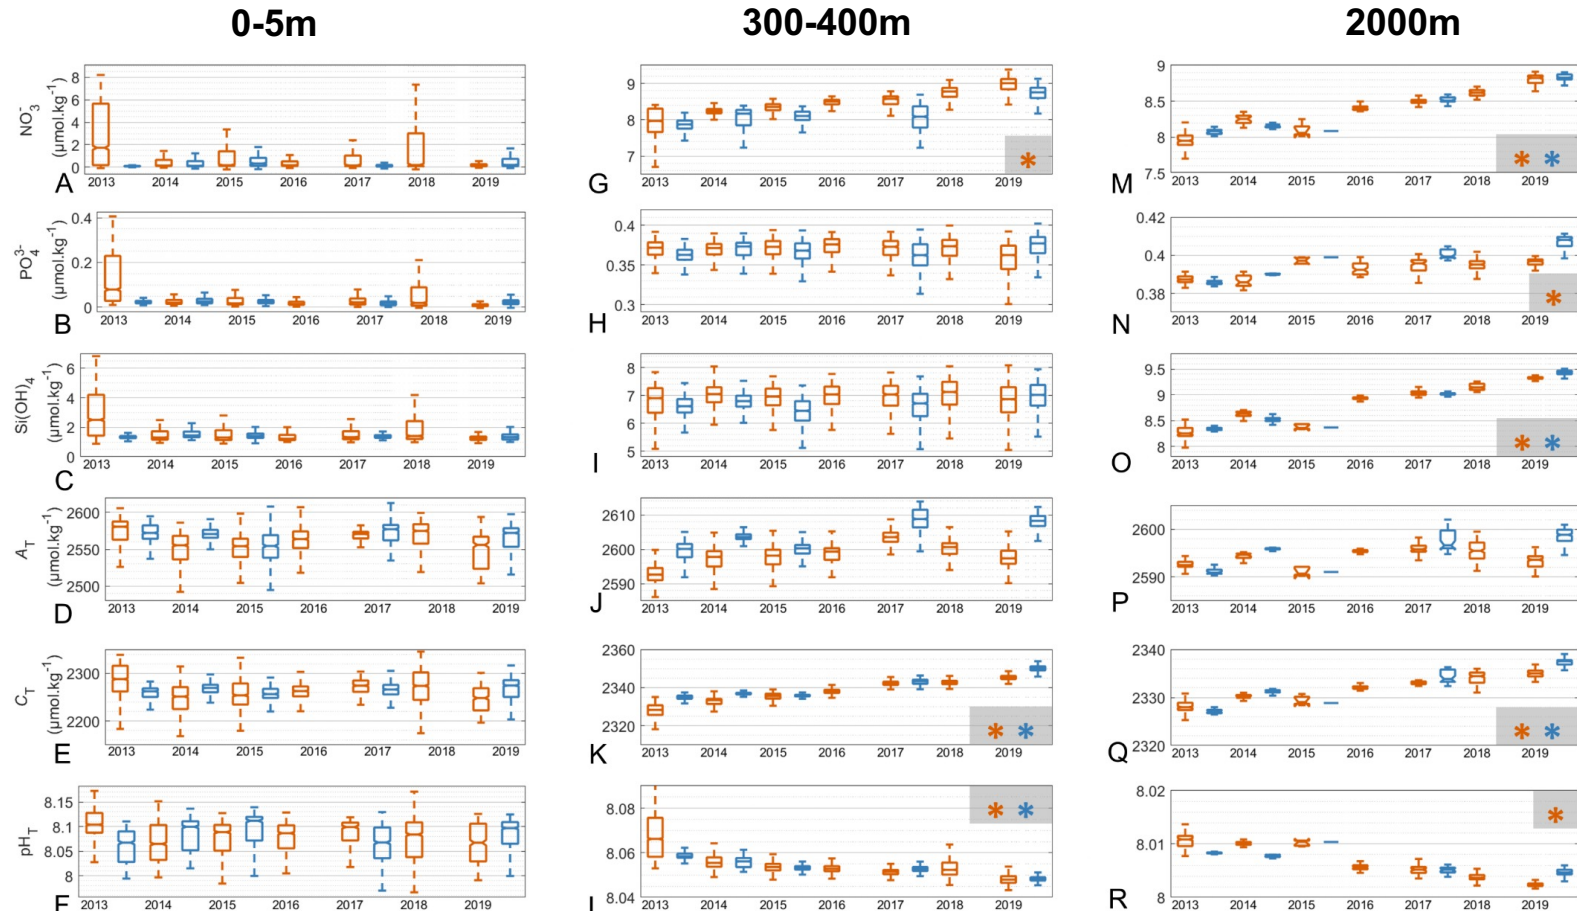 0-5m 300-400m 2000m
NO₃⁻ (μmol.kg⁻¹)
8
6
4
2
0
A 2013 2014 2015 2016 2017 2018 2019
9
8
7
G 2013 2014 2015 2016 2017 2018 2019 *
9
8.5
8
7.5
M 2013 2014 2015 2016 2017 2018 2019 * *
PO₄³⁻ (μmol.kg⁻¹)
0.4
0.2
0
B 2013 2014 2015 2016 2017 2018 2019
0.4
0.35
0.3
H 2013 2014 2015 2016 2017 2018 2019
0.42
0.4
0.38
N 2013 2014 2015 2016 2017 2018 2019 *
Si(OH)₄ (μmol.kg⁻¹)
6
4
2
0
C 2013 2014 2015 2016 2017 2018 2019
8
7
6
5
I 2013 2014 2015 2016 2017 2018 2019
9.5
9
8.5
8
O 2013 2014 2015 2016 2017 2018 2019 * *
A_T (μmol.kg⁻¹)
2600
2550
2500
D 2013 2014 2015 2016 2017 2018 2019
2610
2600
2590
J 2013 2014 2015 2016 2017 2018 2019
2600
2590
P 2013 2014 2015 2016 2017 2018 2019
C_T (μmol.kg⁻¹)
2300
2200
E 2013 2014 2015 2016 2017 2018 2019
2360
2340
2320
K 2013 2014 2015 2016 2017 2018 2019 * *
2340
2330
2320
Q 2013 2014 2015 2016 2017 2018 2019 * *
pH_T
8.15
8.1
8.05
8
F 2013 2014 2015 2016 2017 2018 2019
8.08
8.06
8.04
2013 2014 2015 2016 2017 2018 2019 * *
8.02
8.01
8
R 2013 2014 2015 2016 2017 2018 2019 *